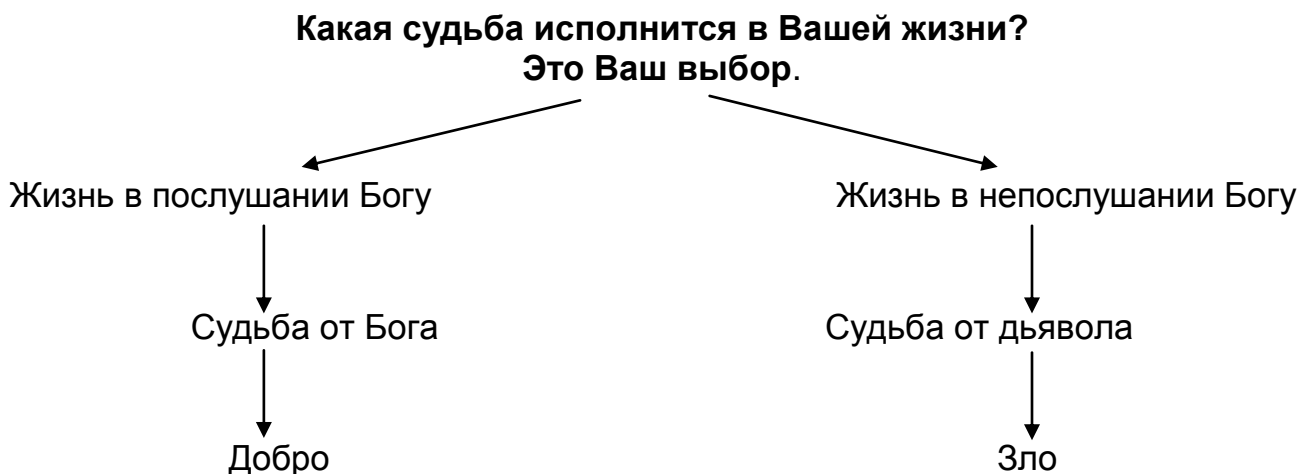 Какая судьба исполнится в Вашей жизни?
Это Ваш выбор.
Жизнь в послушании Богу
Жизнь в непослушании Богу
Судьба от Бога
Судьба от дьявола
Добро
Зло